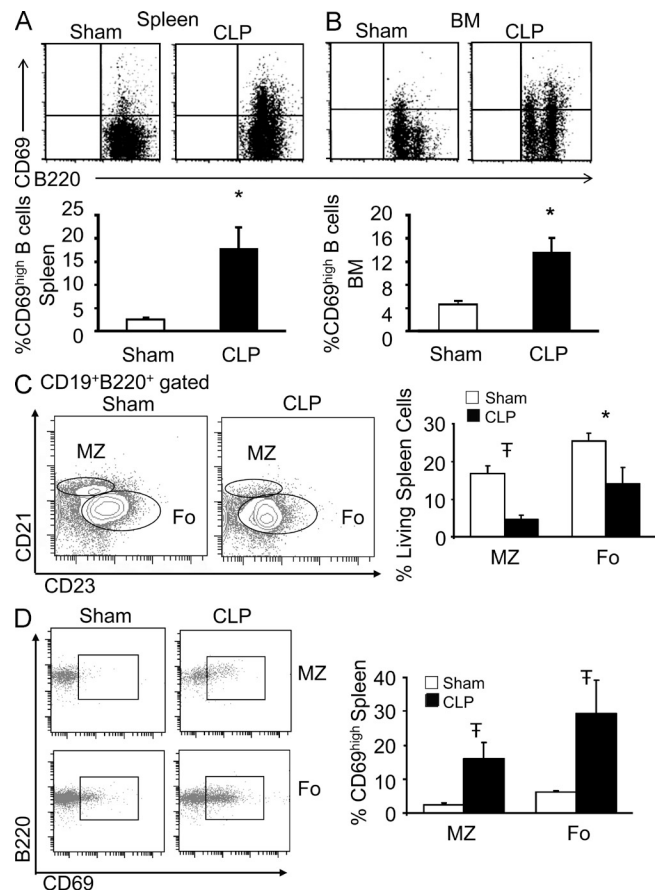 A Spleen B BM
Sham CLP Sham CLP
CD69
B220
%CD69high B cells
Spleen
25
20
15
10
5
0
*
Sham CLP
%CD69high B cells
BM
20
16
12
8
4
0
*
Sham CLP
C CD19+B220+ gated
Sham CLP
MZ MZ
Fo Fo
CD21
CD23
% Living Spleen Cells
Sham
CLP
30
20
10
0
Ŧ *
MZ Fo
D Sham CLP
MZ
Fo
B220
CD69
% CD69high Spleen
Sham
CLP
40
30
20
10
0
Ŧ Ŧ
MZ Fo